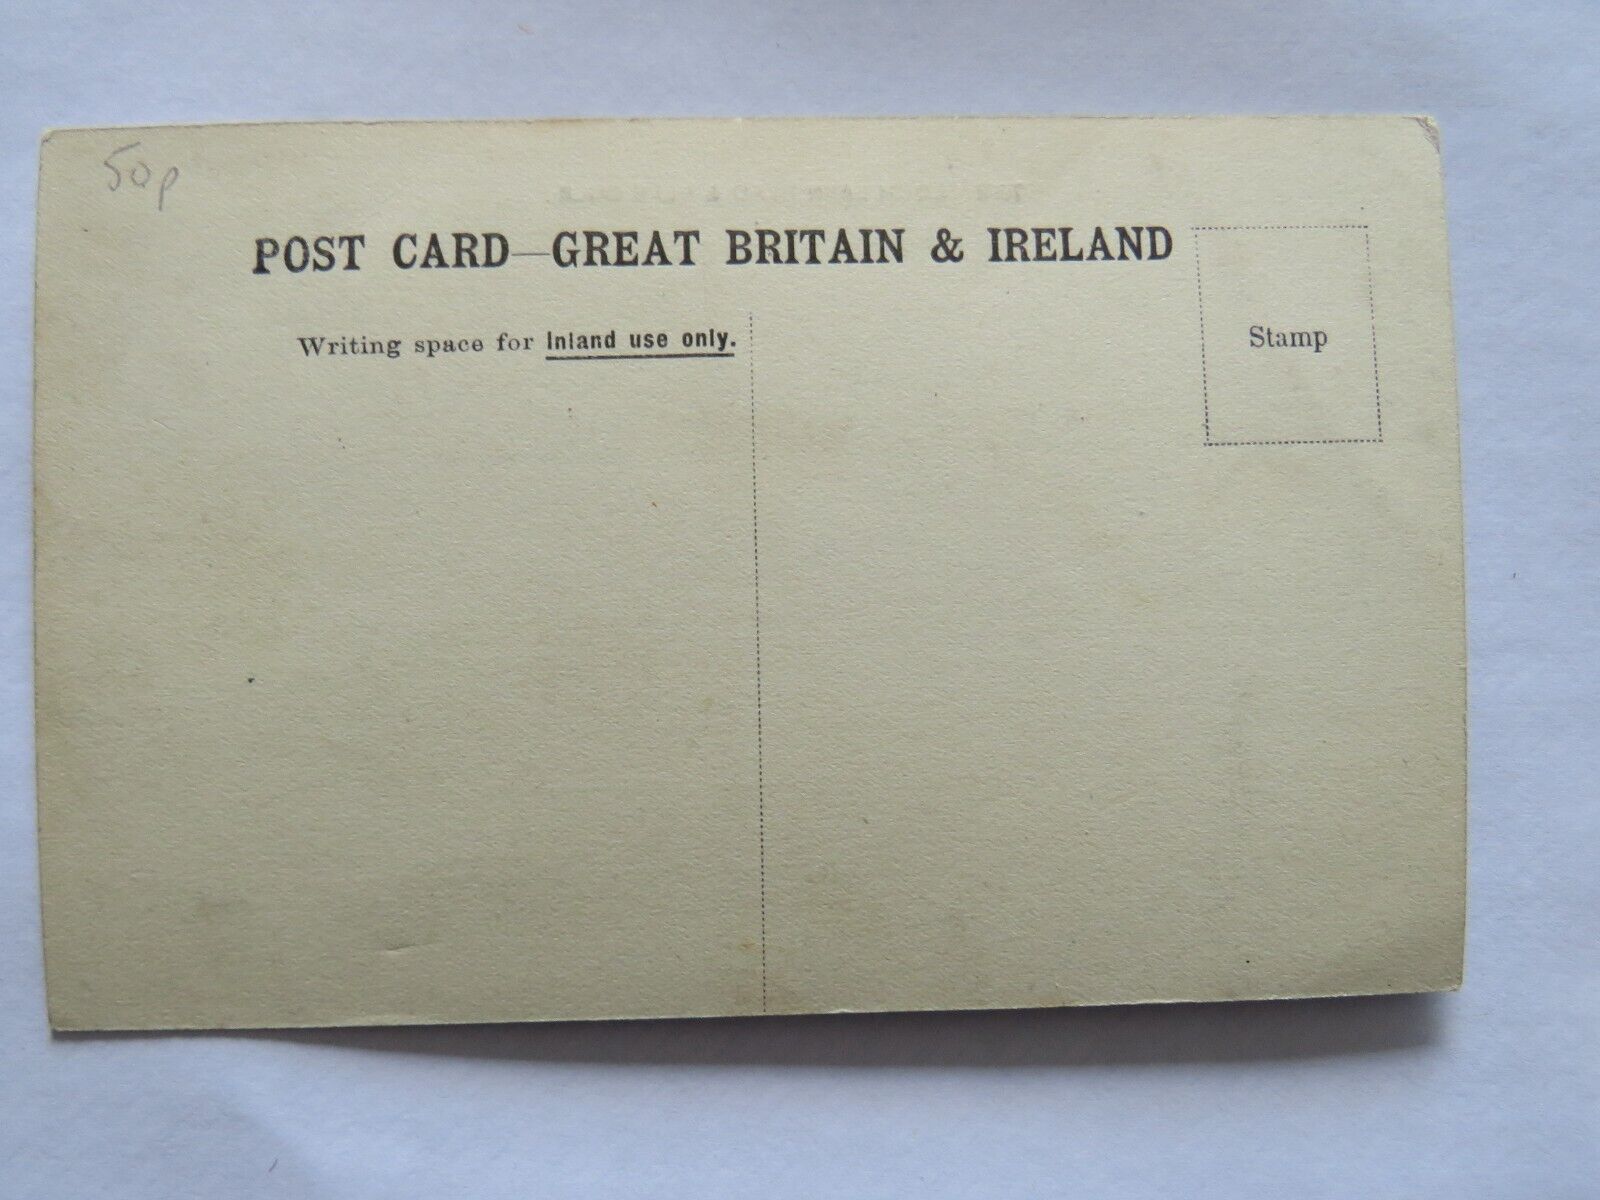 50p
POST CARD—GREAT BRITAIN & IRELAND
Writing space for Inland use only.
Stamp